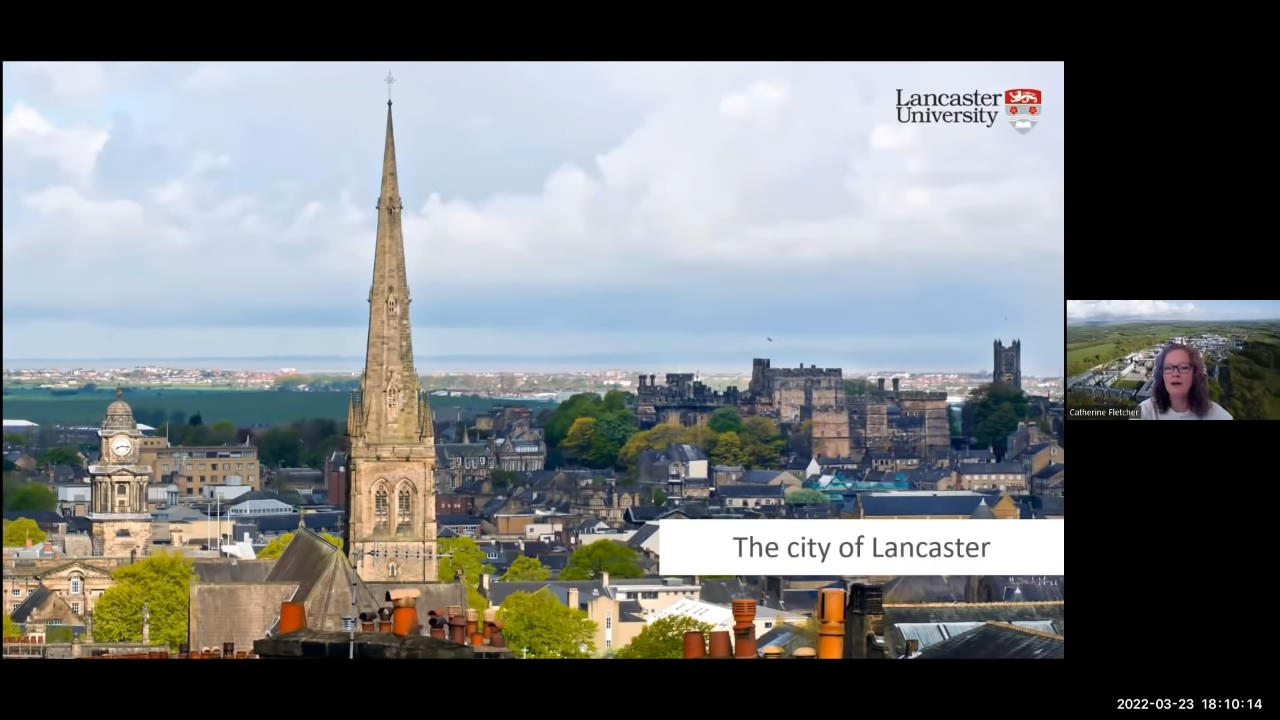 Lancaster
University
The city of Lancaster
Catherine Fletcher
2022-03-23 18:10:14